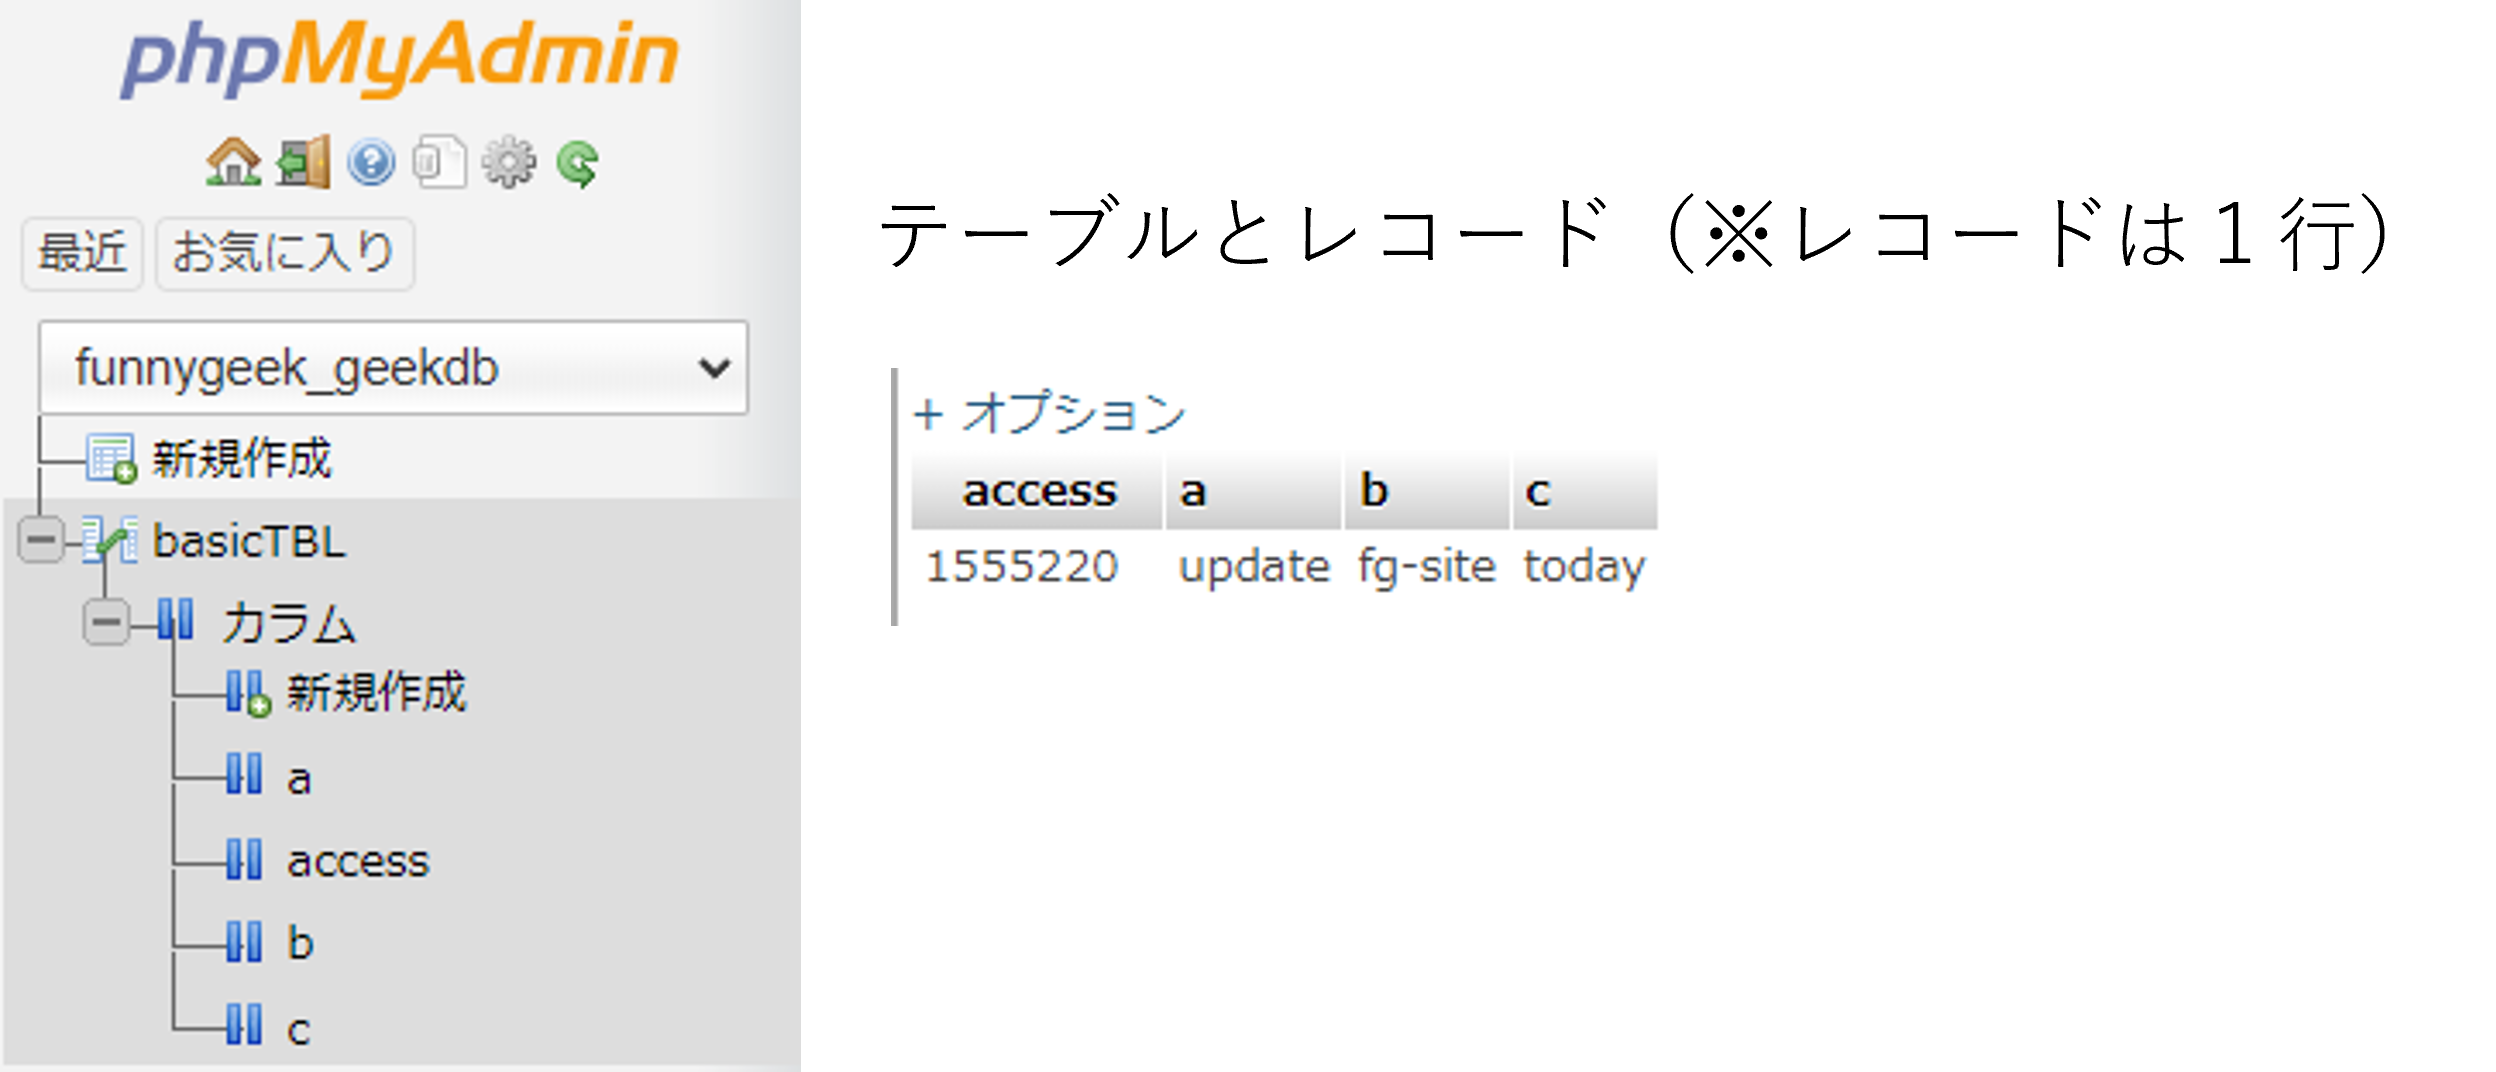 phpMyAdmin
最近 お気に入り
funnygeek_geekdb
新規作成
basicTBL
カラム
新規作成
a
access
b
c
テーブルとレコード（※レコードは１行）
+ オプション
access a b c
1555220 update fg-site today